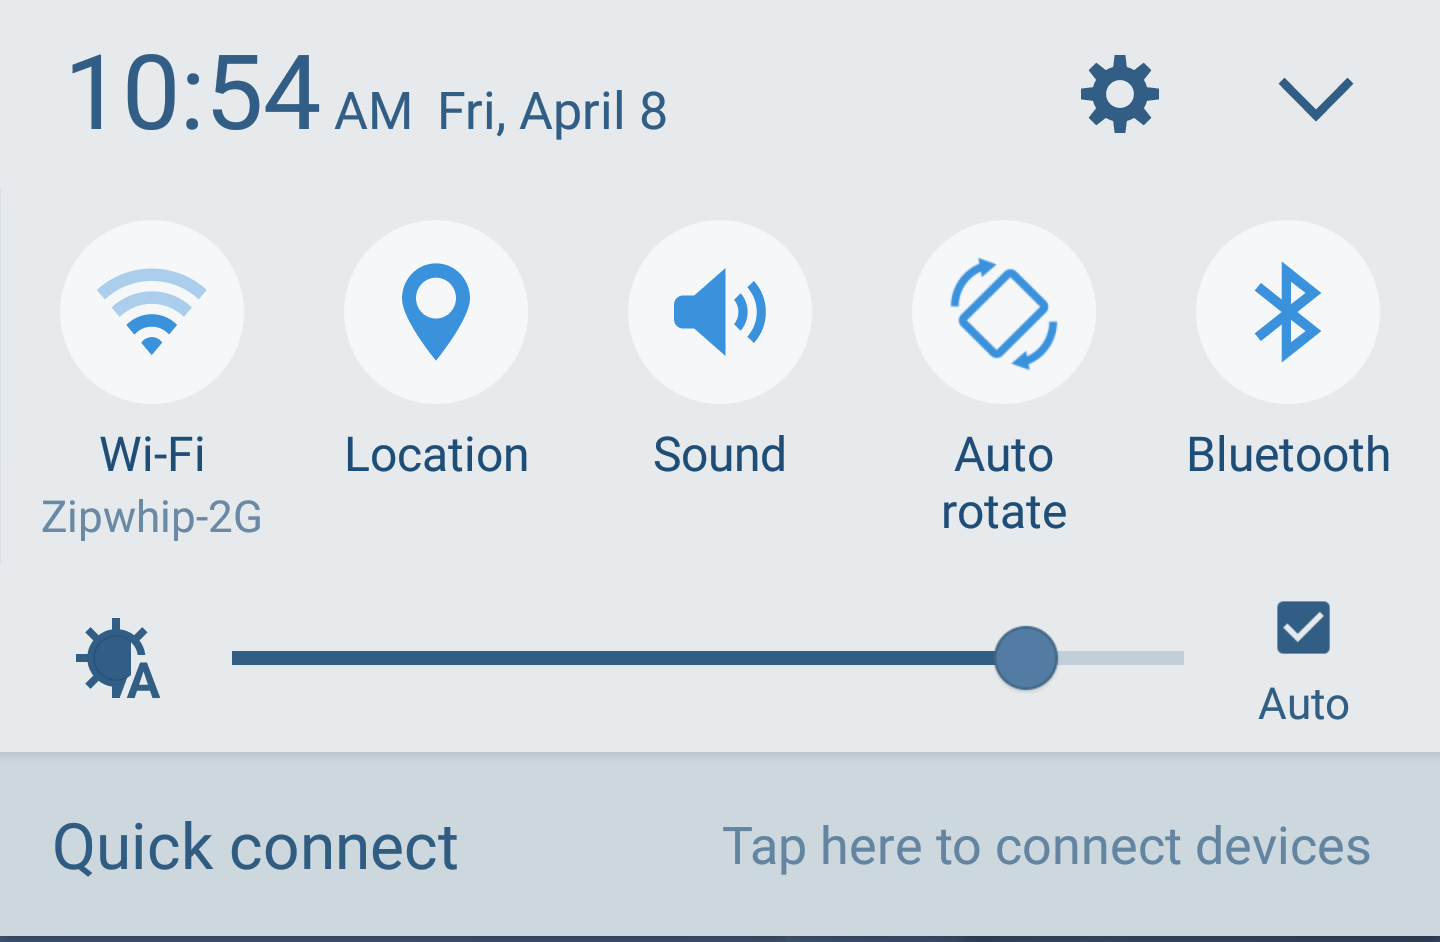 10:54 AM Fri, April 8
Wi-Fi
Zipwhip-2G
Location
Sound
Auto
rotate
Bluetooth
A
Auto
Quick connect
Tap here to connect devices